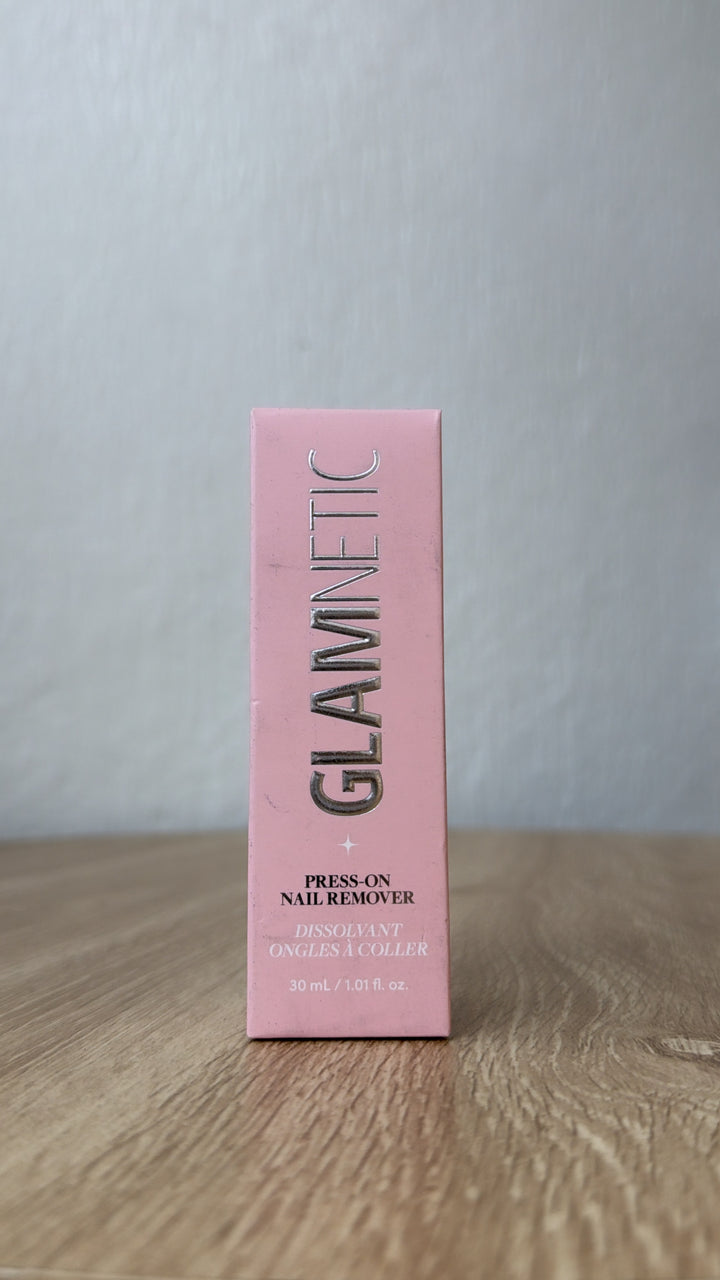 GLAMNETIC
PRESS-ON
NAIL REMOVER
DISSOLVANT
ONGLES À COLLER
30 mL / 1.01 fl. oz.